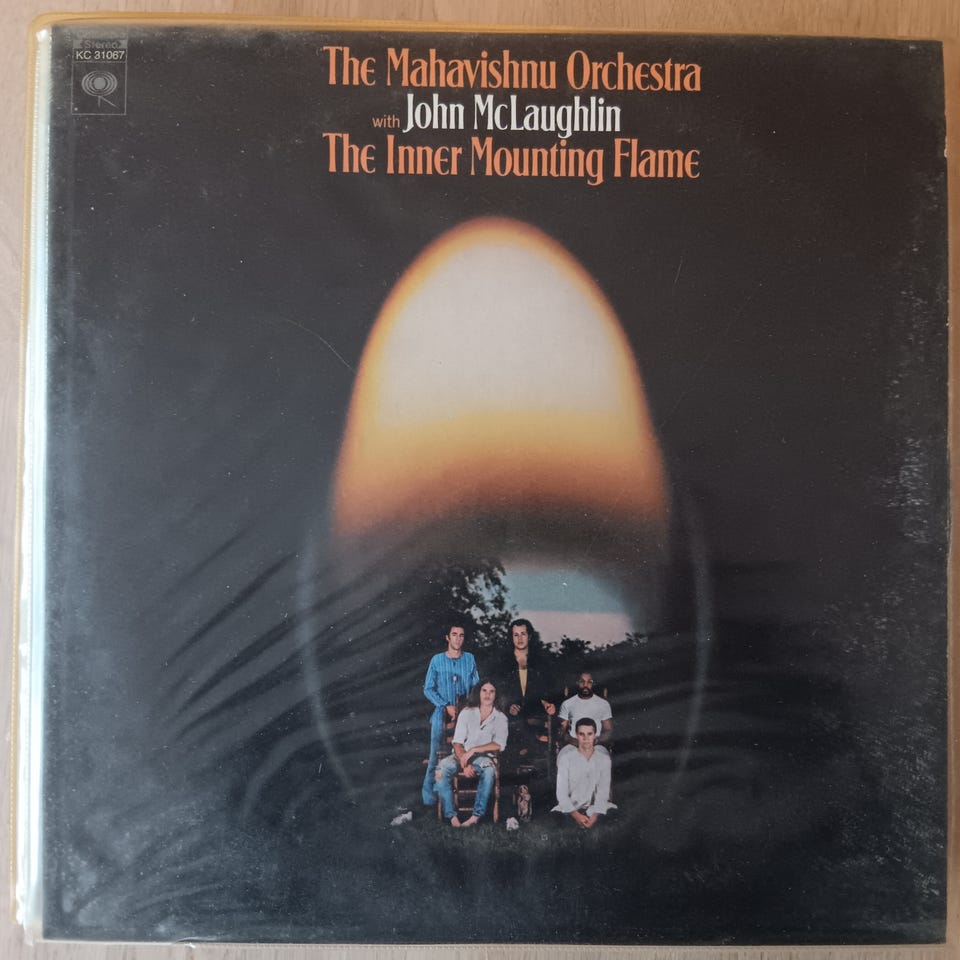 Stereo
KC 31067
The Mahavishnu Orchestra
with John McLaughlin
The Inner Mounting Flame